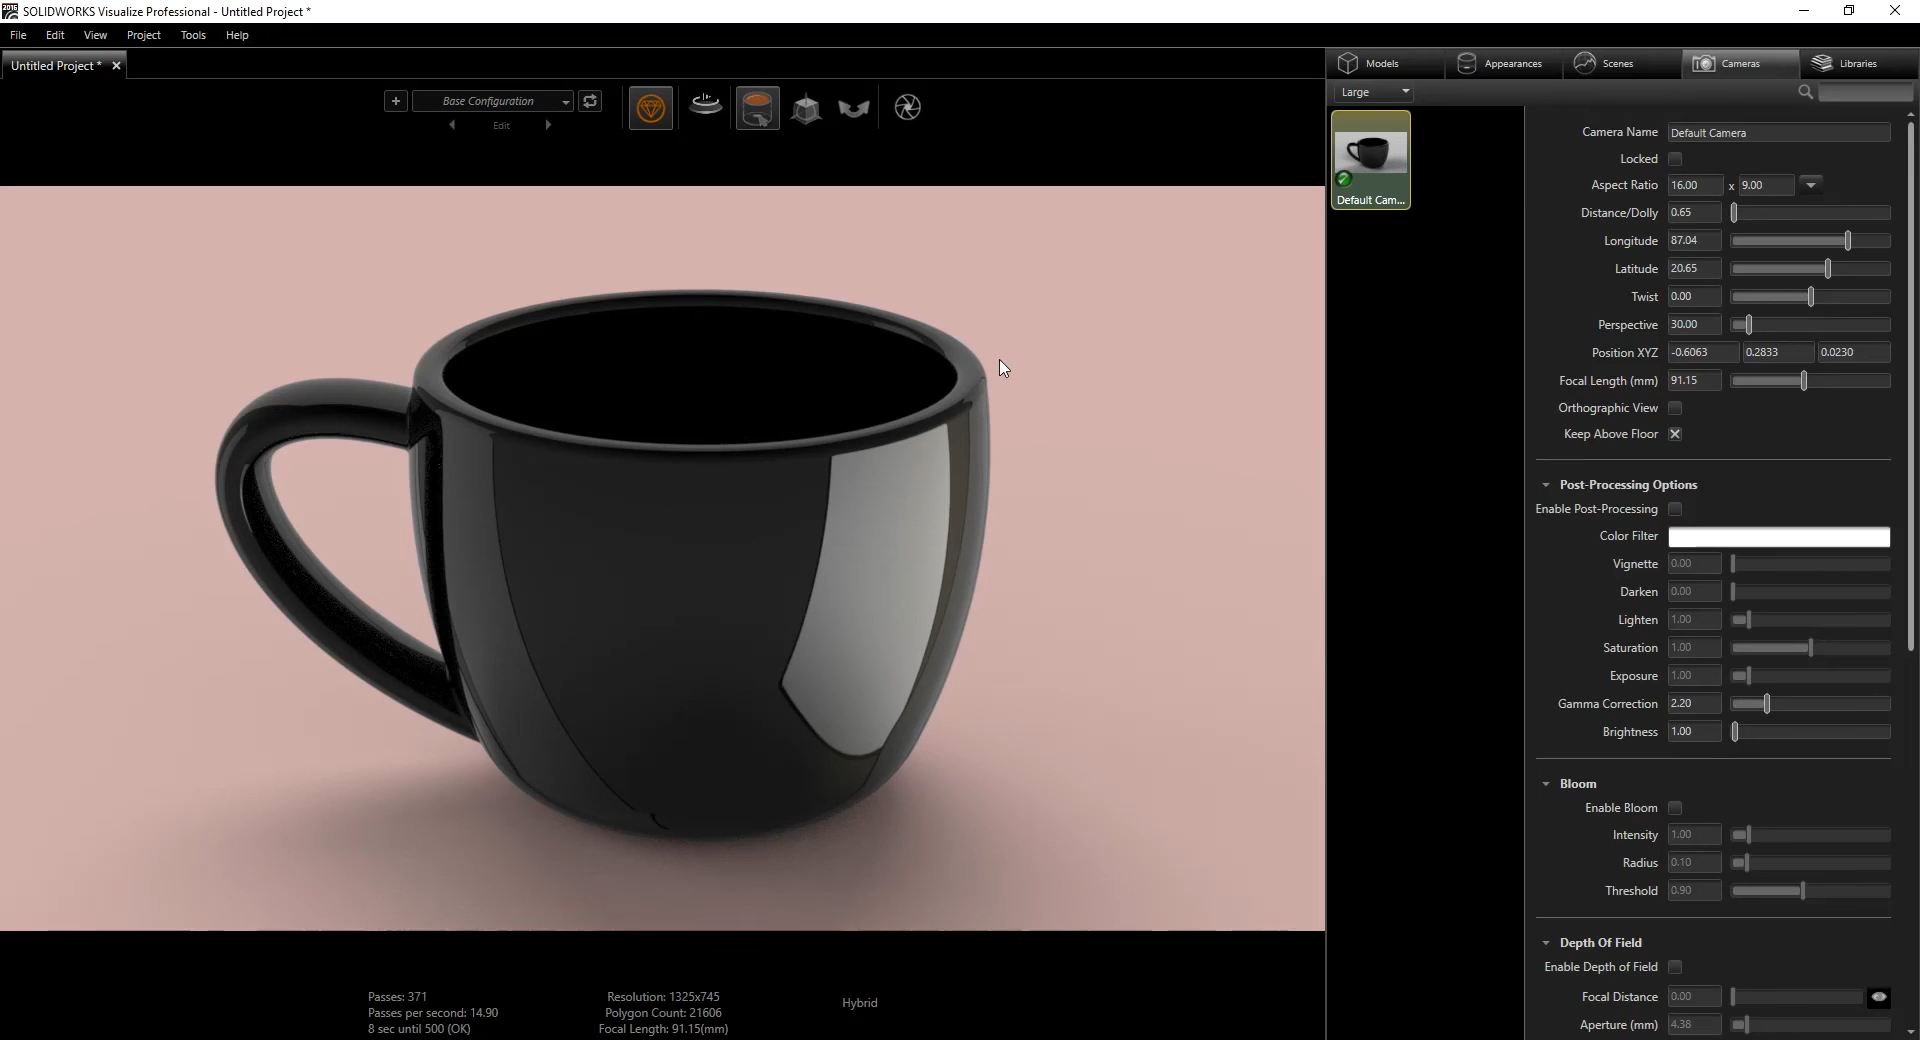 2016
SOLIDWORKS Visualize Professional - Untitled Project *
File Edit View Project Tools Help
Untitled Project *
Base Configuration
Edit
Models Appearances Scenes Cameras Libraries
Large
Default Cam...
Camera Name Default Camera
Locked
Aspect Ratio 16.00 x 9.00
Distance/Dolly 0.65
Longitude 87.04
Latitude 20.65
Twist 0.00
Perspective 30.00
Position XYZ -0.6063 0.2833 0.0230
Focal Length (mm) 91.15
Orthographic View
Keep Above Floor
Post-Processing Options
Enable Post-Processing
Color Filter
Vignette 0.00
Darken 0.00
Lighten 1.00
Saturation 1.00
Exposure 1.00
Gamma Correction 2.20
Brightness 1.00
Bloom
Enable Bloom
Intensity 1.00
Radius 0.10
Threshold 0.90
Depth Of Field
Enable Depth of Field
Focal Distance 0.00
Aperture (mm) 4.38
Passes: 371
Passes per second: 14.90
8 sec until 500 (OK)
Resolution: 1325x745
Polygon Count: 21606
Focal Length: 91.15(mm)
Hybrid